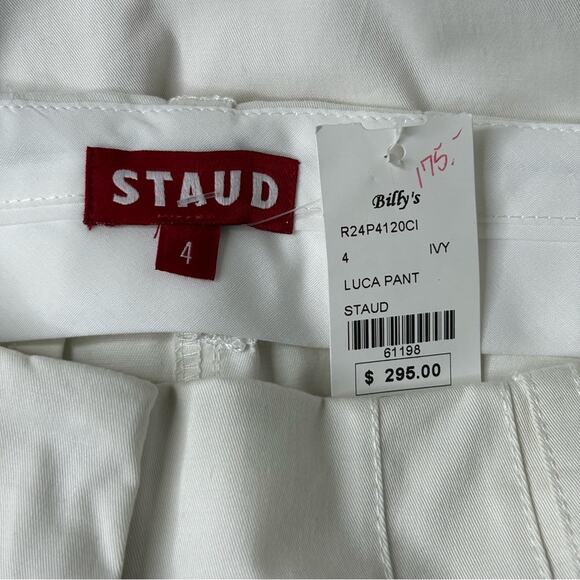 STAUD
4
Billy's
175.-
R24P4120CI
4 IVY
LUCA PANT
STAUD
61198
$ 295.00